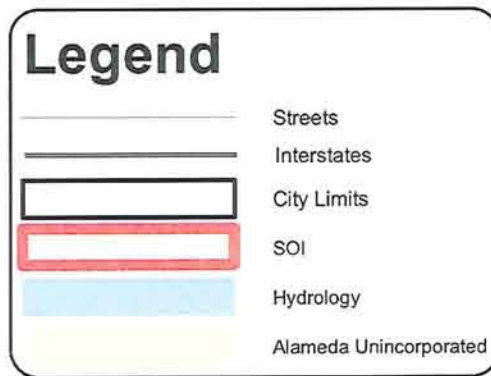 Legend
Streets
Interstates
City Limits
SOI
Hydrology
Alameda Unincorporated